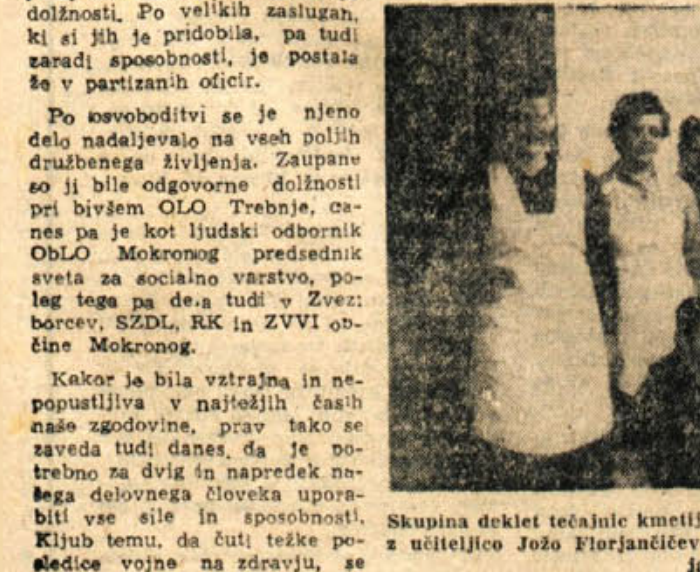 dolžnosti. Po velikih zaslugah,
ki si jih je pridobila, pa tudi
zaradi sposobnosti, je postala
že v partizanih oficir.
Po osvoboditvi se je njeno
delo nadaljevalo na vseh poljih
družbenega življenja. Zaupane
so ji bile odgovorne dolžnosti
pri bivšem OLO Trebnje, da-
nes pa je kot ljudski odbornik
ObLO Mokronog predsednik
sveta za socialno varstvo, po-
leg tega pa dela tudi v Zvezi
borcev, SZDL, RK in ZVVI ob-
čine Mokronog.
Kakor je bila vztrajna in ne-
popustljiva v najtežjih časih
naše zgodovine, prav tako se
zaveda tudi danes, da je po-
trebno za dvig in napredek na-
šega delovnega človeka upora-
biti vse sile in sposobnosti.
Kljub temu, da čuti težke po-
sledice vojne na zdravju, se
Skupina deklet tečajnic kmetij
z učiteljico Jožo Florjančičev